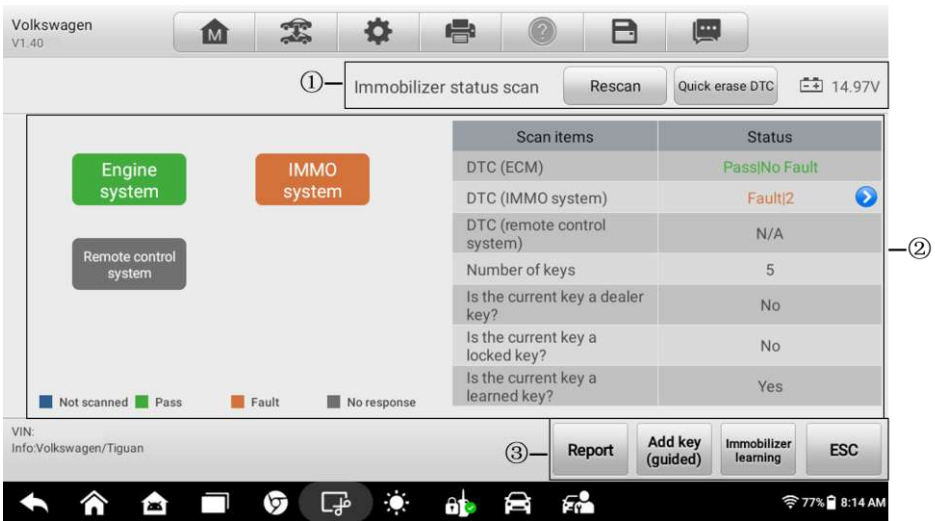 Volkswagen
V1.40
M
①
Immobilizer status scan
Rescan
Quick erase DTC
14.97V
Engine
system
IMMO
system
Remote control
system
Not scanned
Pass
Fault
No response
Scan items
Status
DTC (ECM)
Pass|No Fault
DTC (IMMO system)
Fault|2
DTC (remote control
system)
N/A
Number of keys
5
Is the current key a dealer
key?
No
Is the current key a
locked key?
No
Is the current key a
learned key?
Yes
②
VIN:
Info:Volkswagen/Tiguan
③
Report
Add key
(guided)
Immobilizer
learning
ESC
77%
8:14 AM